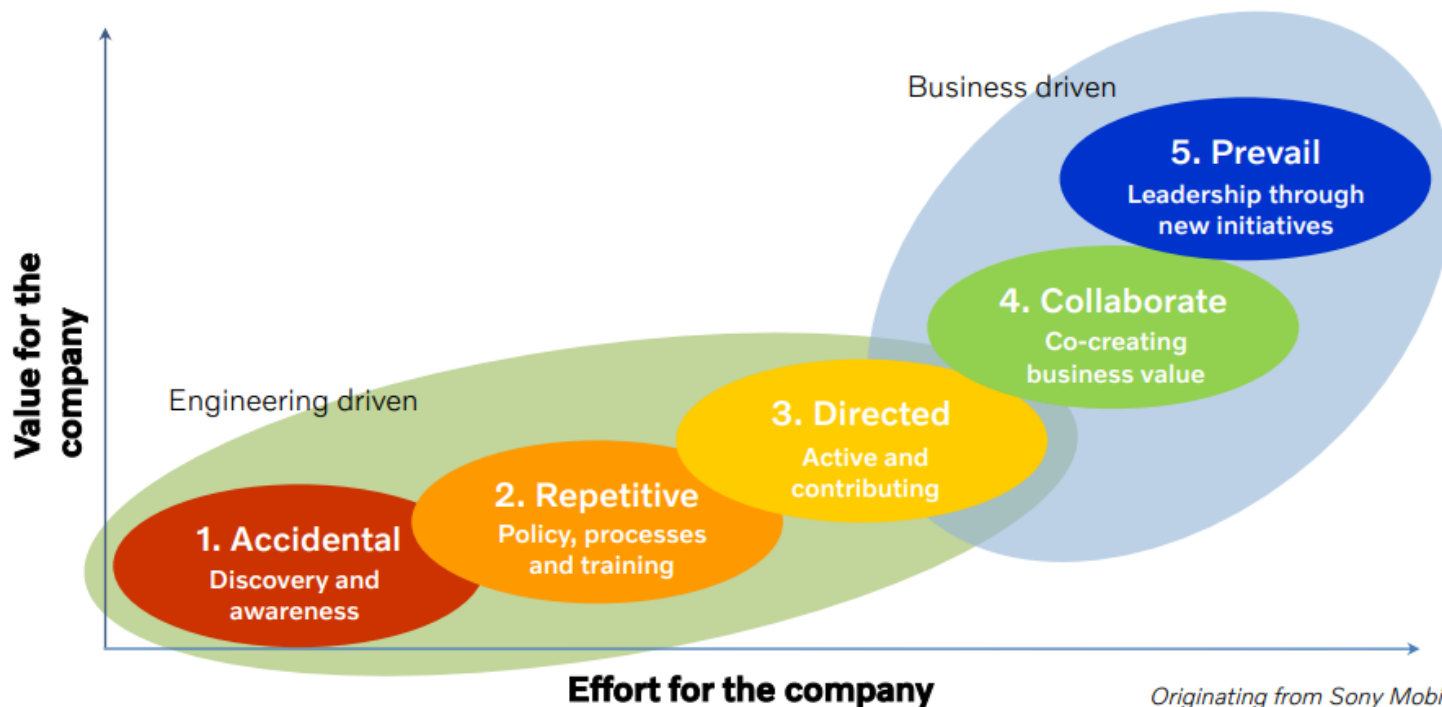 Business driven
5. Prevail
Leadership through
new initiatives
4. Collaborate
Co-creating
business value
Value for the
company
Engineering driven
3. Directed
Active and
contributing
2. Repetitive
Policy, processes
and training
1. Accidental
Discovery and
awareness
Effort for the company
Originating from Sony Mobi